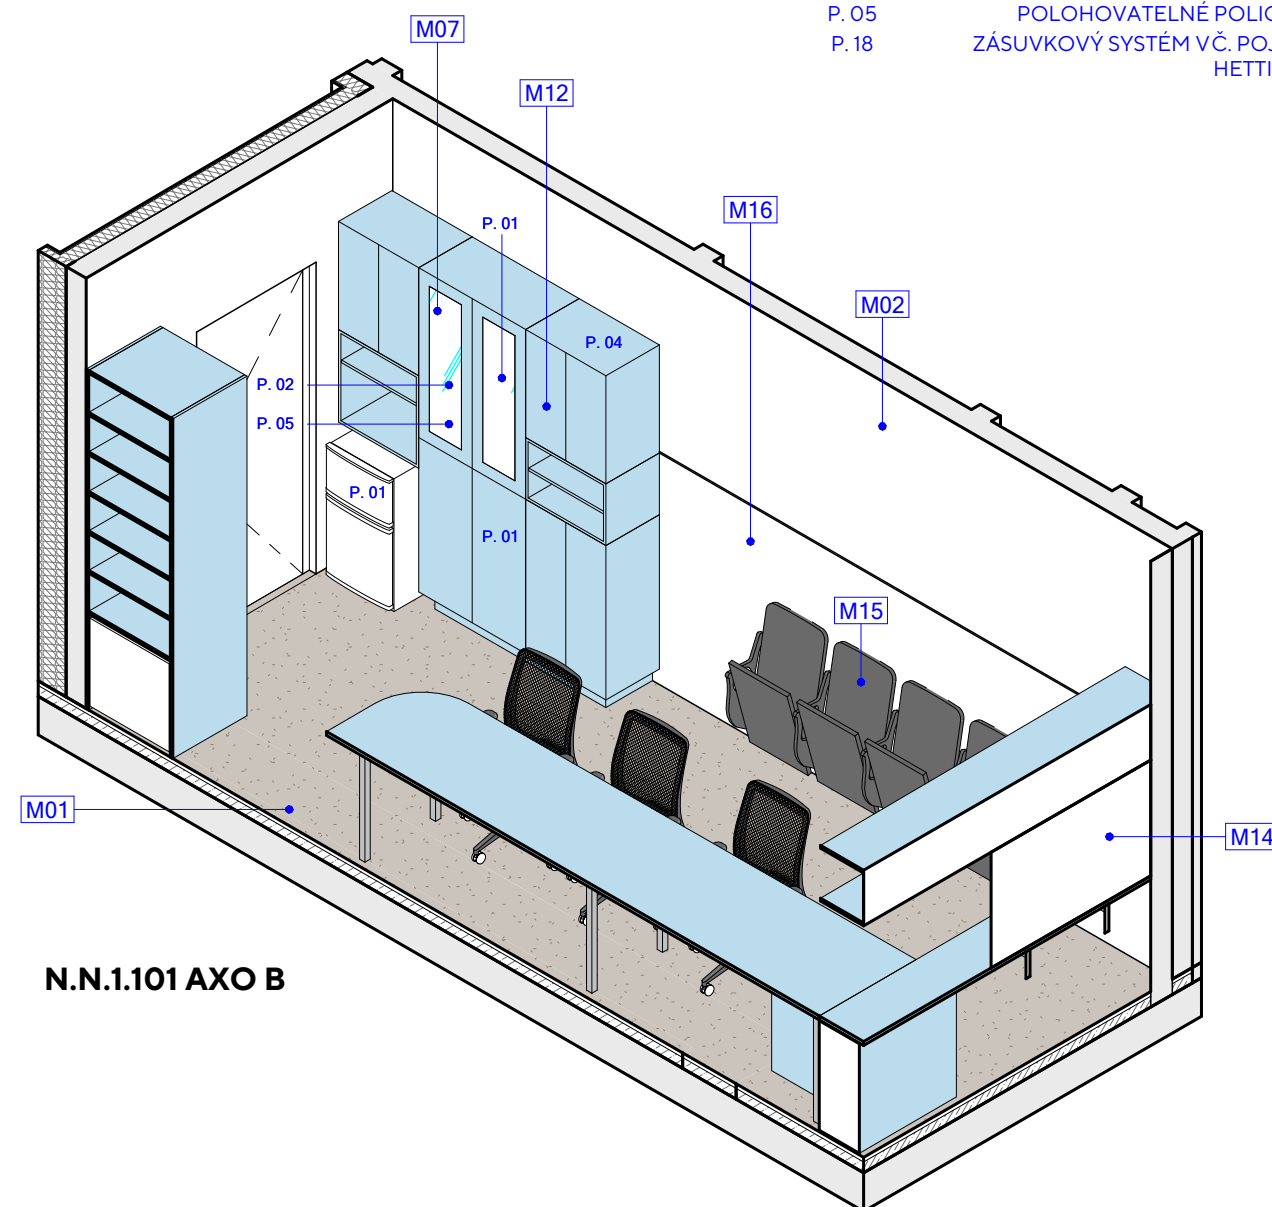 P. 05 POLOHOVATELNÉ POLIC
P. 18 ZÁSUVKOVÝ SYSTÉM VČ. POJ
HETTI
M07
M12
P. 01
M16
M02
P. 04
P. 02
P. 05
P. 01
P. 01
M15
M01
M14
N.N.1.101 AXO B